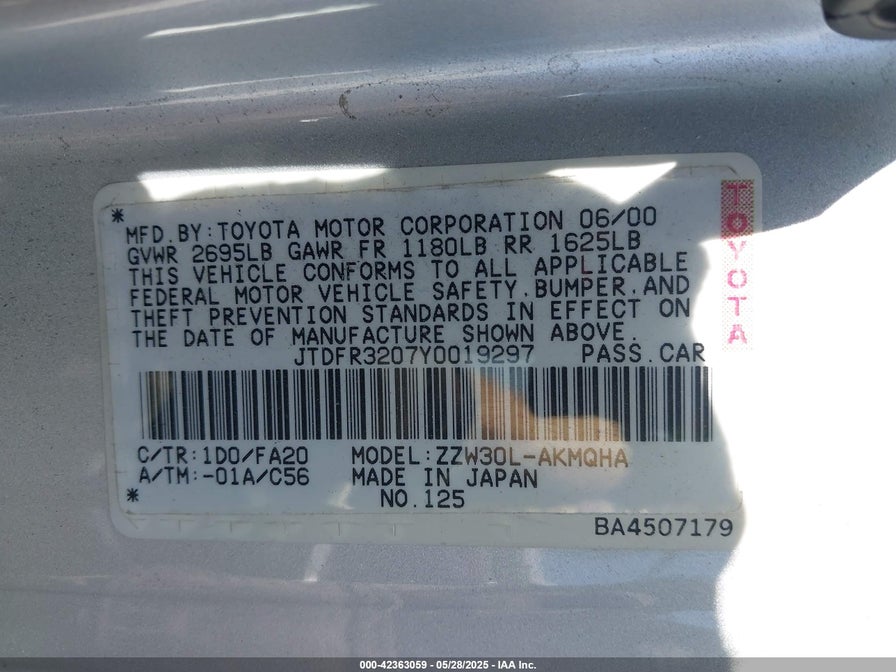 * MFD.BY:TOYOTA MOTOR CORPORATION 06/00
GVWR 2695LB GAWR FR 1180LB RR 1625LB
THIS VEHICLE CONFORMS TO ALL APPLICABLE
FEDERAL MOTOR VEHICLE SAFETY,BUMPER,AND
THEFT PREVENTION STANDARDS IN EFFECT ON
THE DATE OF MANUFACTURE SHOWN ABOVE.
JTDFR3207Y0019297 PASS.CAR
C/TR:1D0/FA20 MODEL:ZZW30L-AKMQHA
A/TM:-01A/C56 MADE IN JAPAN
* NO.125
BA4507179
TOYOTA
000-42363059 - 05/28/2025 - IAA Inc.